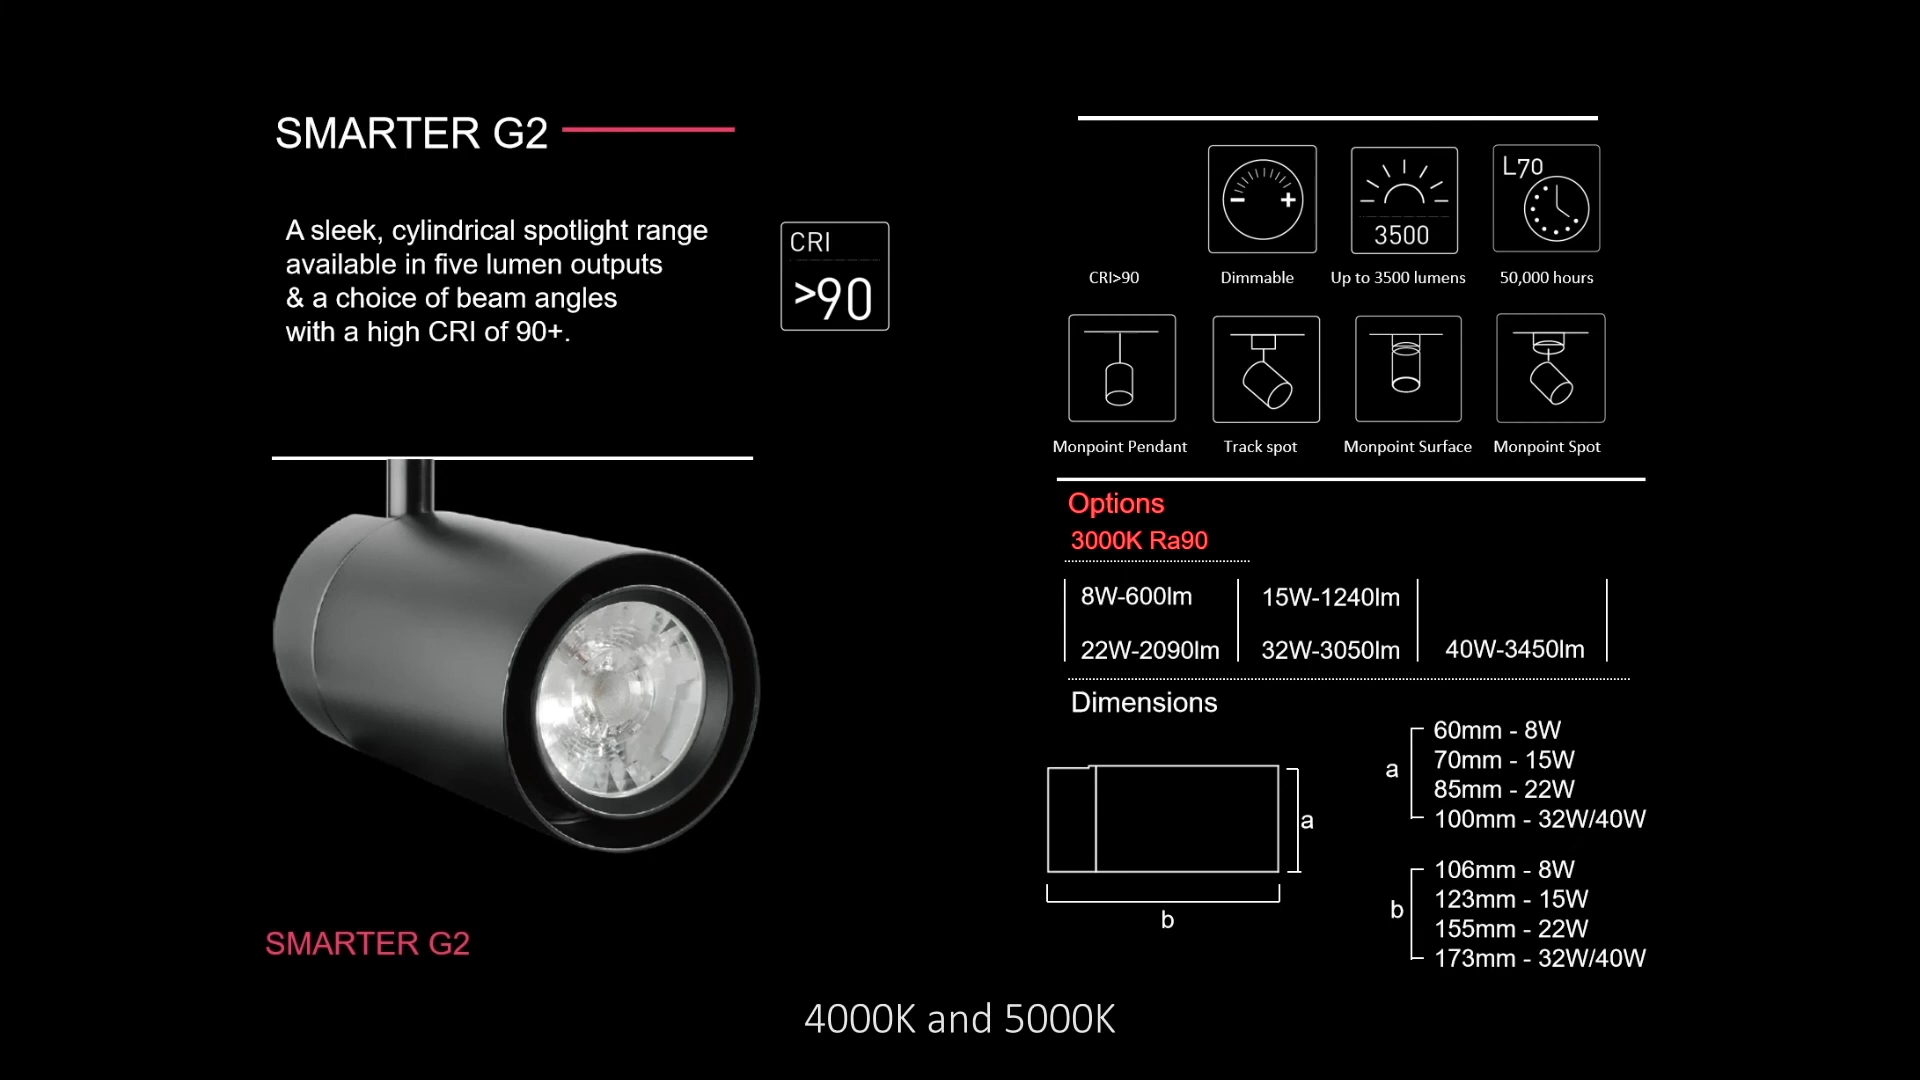 SMARTER G2
A sleek, cylindrical spotlight range
available in five lumen outputs
& a choice of beam angles
with a high CRI of 90+.
CRI
>90
SMARTER G2
3500
L70
CRI>90
Dimmable
Up to 3500 lumens
50,000 hours
Monpoint Pendant
Track spot
Monpoint Surface
Monpoint Spot
Options
3000K Ra90
8W-600lm
15W-1240lm
22W-2090lm
32W-3050lm
40W-3450lm
Dimensions
a
b
a
60mm - 8W
70mm - 15W
85mm - 22W
100mm - 32W/40W
b
106mm - 8W
123mm - 15W
155mm - 22W
173mm - 32W/40W
4000K and 5000K